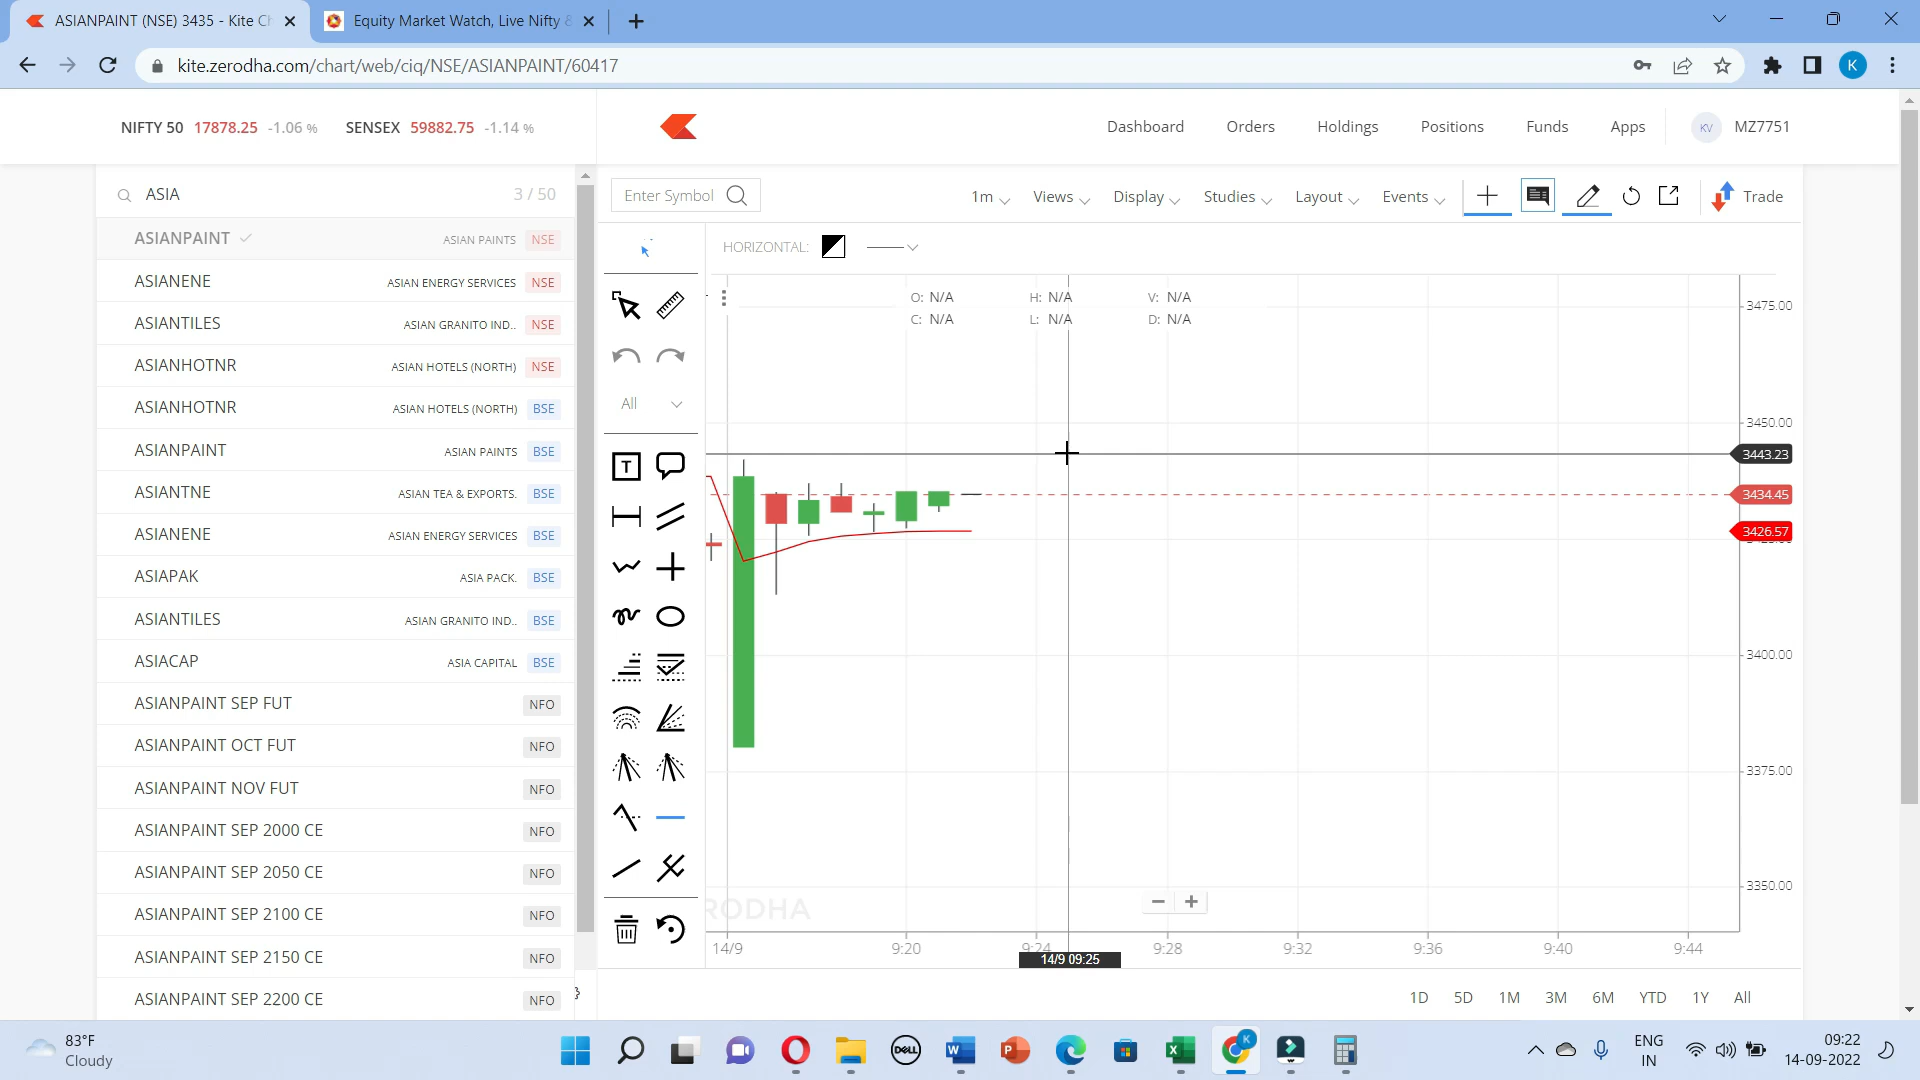 ASIANPAINT (NSE) 3435 - Kite Ch
Equity Market Watch, Live Nifty &
kite.zerodha.com/chart/web/ciq/NSE/ASIANPAINT/60417
K
NIFTY 50 17878.25 -1.06 % SENSEX 59882.75 -1.14 %
Dashboard Orders Holdings Positions Funds Apps KV MZ7751
ASIA 3 / 50
Enter Symbol 1m Views Display Studies Layout Events Trade
ASIANPAINT ASIAN PAINTS NSE
ASIANENE ASIAN ENERGY SERVICES NSE
ASIANTILES ASIAN GRANITO IND.. NSE
ASIANHOTNR ASIAN HOTELS (NORTH) NSE
ASIANHOTNR ASIAN HOTELS (NORTH) BSE
ASIANPAINT ASIAN PAINTS BSE
ASIANTNE ASIAN TEA & EXPORTS. BSE
ASIANENE ASIAN ENERGY SERVICES BSE
ASIAPAK ASIA PACK. BSE
ASIANTILES ASIAN GRANITO IND.. BSE
ASIACAP ASIA CAPITAL BSE
ASIANPAINT SEP FUT NFO
ASIANPAINT OCT FUT NFO
ASIANPAINT NOV FUT NFO
ASIANPAINT SEP 2000 CE NFO
ASIANPAINT SEP 2050 CE NFO
ASIANPAINT SEP 2100 CE NFO
ASIANPAINT SEP 2150 CE NFO
ASIANPAINT SEP 2200 CE NFO
HORIZONTAL:
All
T
O: N/A H: N/A V: N/A
C: N/A L: N/A D: N/A
3475.00
3450.00
3443.23
3434.45
3426.57
3400.00
3375.00
3350.00
RODHA
14/9 9:20 9:24 9:28 9:32 9:36 9:40 9:44
14/9 09:25
1D 5D 1M 3M 6M YTD 1Y All
83°F
Cloudy
DELL
W
P
X
K
ENG
IN
09:22
14-09-2022